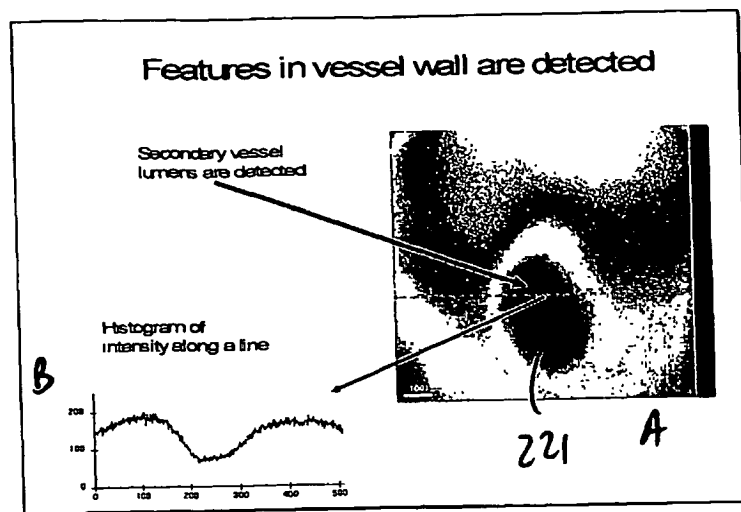 Features in vessel wall are detected
Secondary vessel
lumens are detected
Histogram of
intensity along a line
B
200
100
0
0 100 200 300 400 500
100
221
A